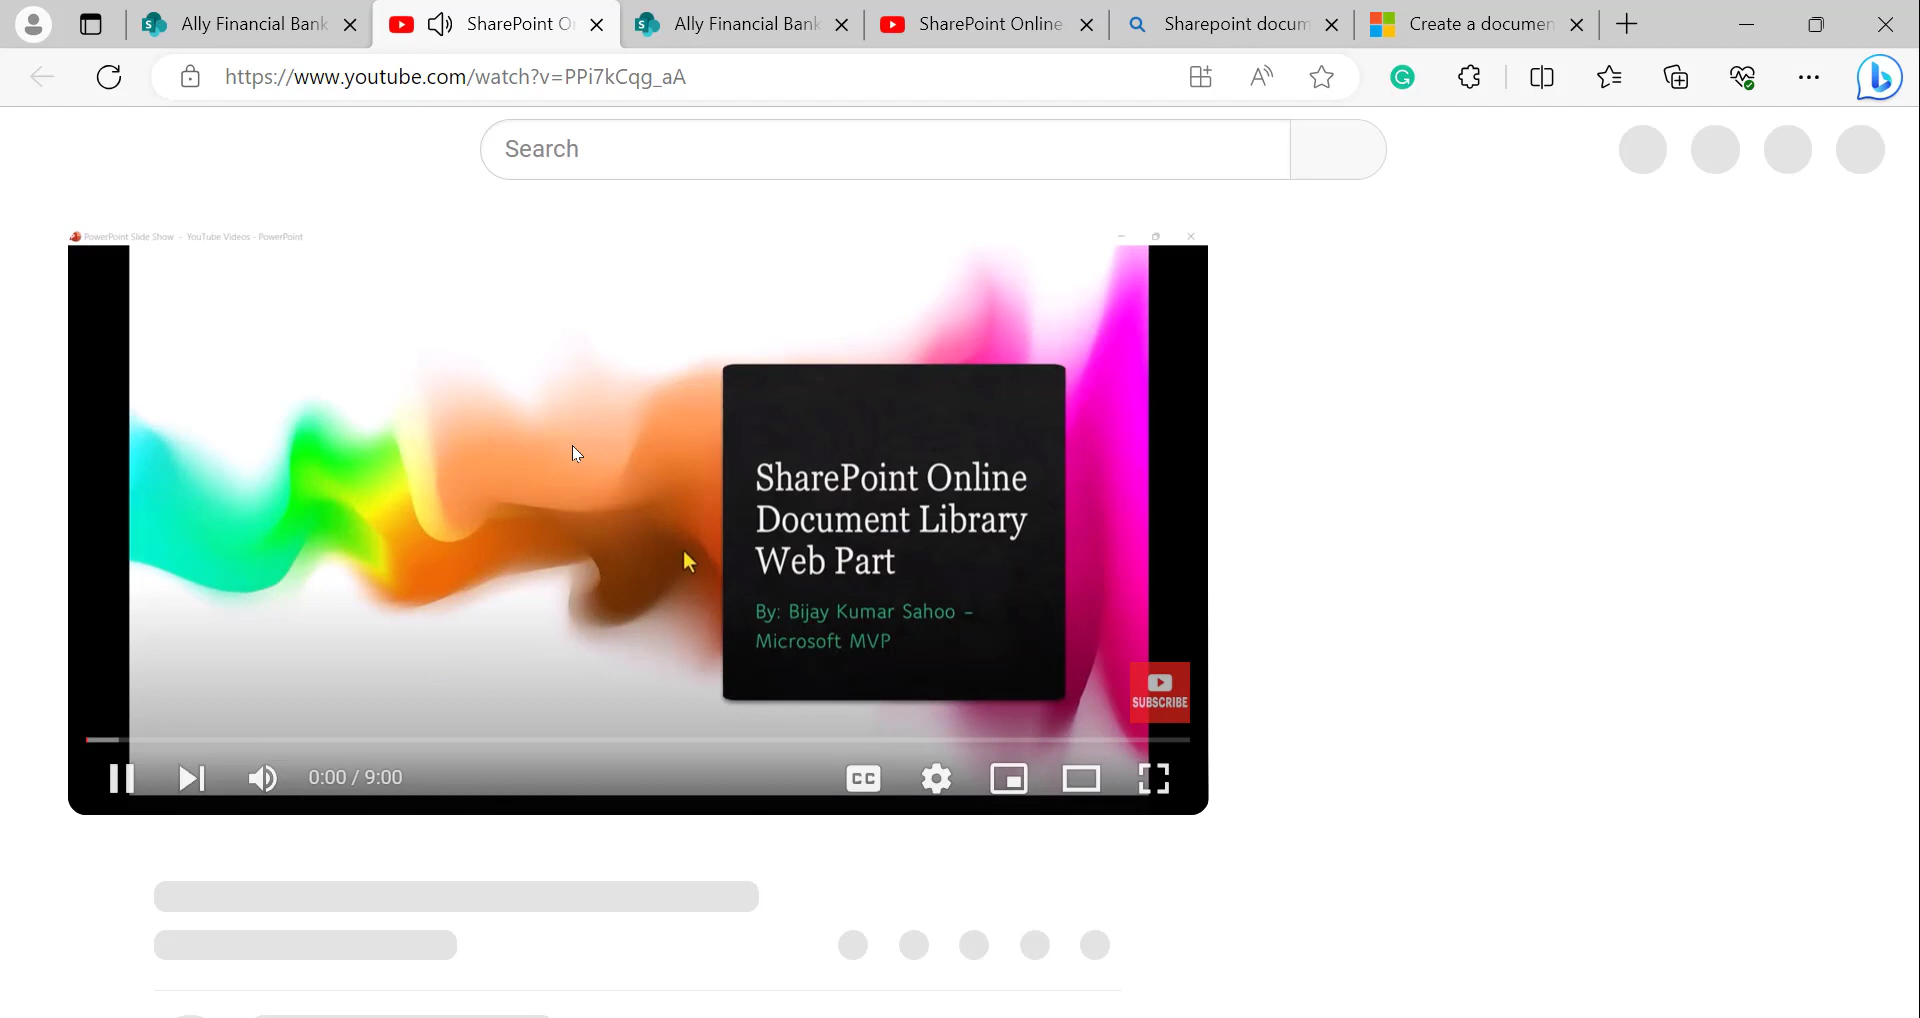 Ally Financial Bank
SharePoint O
Ally Financial Bank
SharePoint Online
Sharepoint docum
Create a documen
https://www.youtube.com/watch?v=PPi7kCqg_aA
Search
PowerPoint Slide Show - YouTube Videos - PowerPoint
SharePoint Online
Document Library
Web Part
By: Bijay Kumar Sahoo -
Microsoft MVP
SUBSCRIBE
0:00 / 9:00
CC